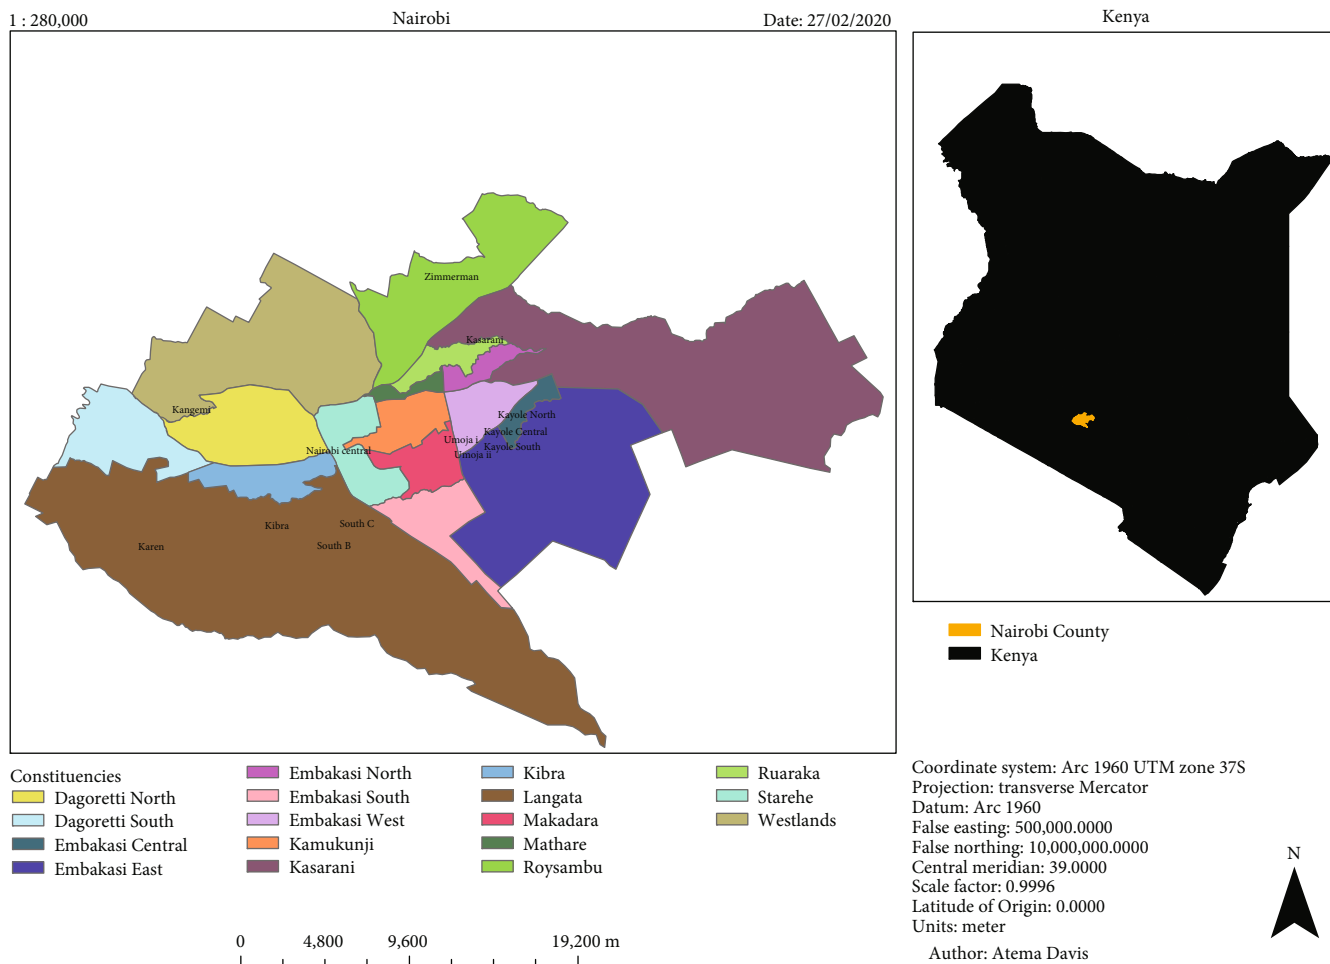 1 : 280,000
Nairobi
Date: 27/02/2020
Kenya
Zimmerman
Kasarani
Kangemi
Kayole North
Kayole Central
Umoja i
Kayole South
Nairobi central
Umoja ii
South C
Kibra
South B
Karen
Nairobi County
Kenya
Constituencies
Dagoretti North
Dagoretti South
Embakasi Central
Embakasi East
Embakasi North
Embakasi South
Embakasi West
Kamukunji
Kasarani
Kibra
Langata
Makadara
Mathare
Roysambu
Ruaraka
Starehe
Westlands
Coordinate system: Arc 1960 UTM zone 37S
Projection: transverse Mercator
Datum: Arc 1960
False easting: 500,000.0000
False northing: 10,000,000.0000
Central meridian: 39.0000
Scale factor: 0.9996
Latitude of Origin: 0.0000
Units: meter
Author: Atema Davis
N
0 4,800 9,600 19,200 m